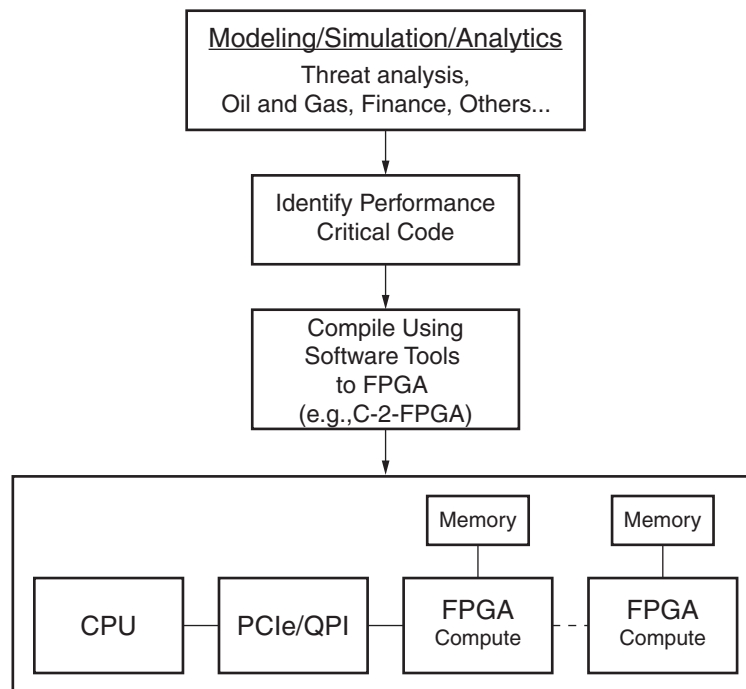 Modeling/Simulation/Analytics
Threat analysis,
Oil and Gas, Finance, Others...
Identify Performance
Critical Code
Compile Using
Software Tools
to FPGA
(e.g.,C-2-FPGA)
Memory
Memory
CPU
PCIe/QPI
FPGA
Compute
FPGA
Compute